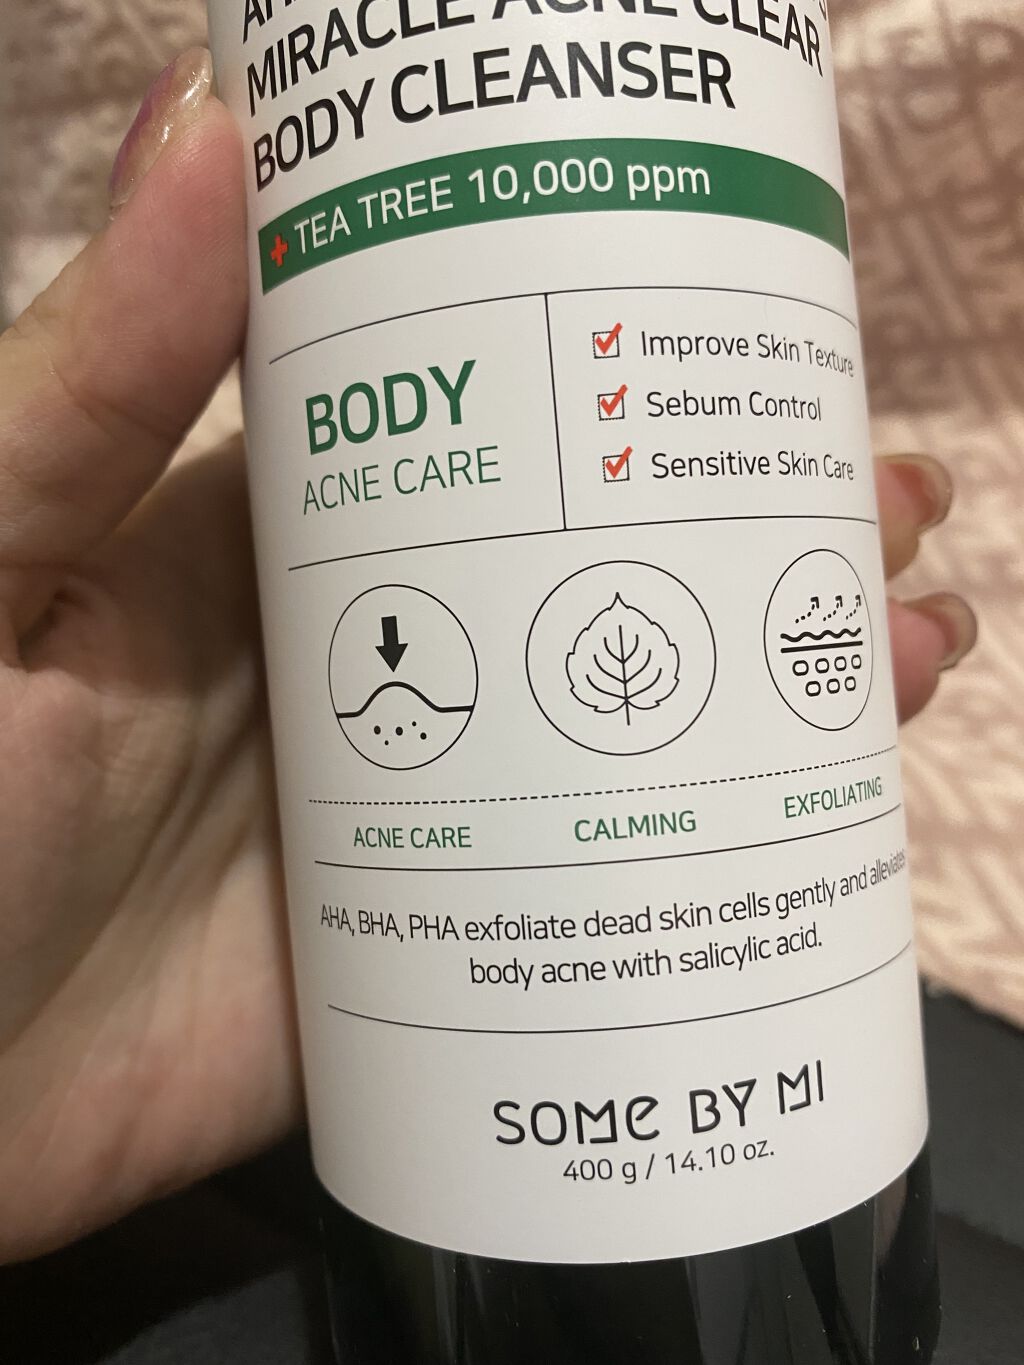 MIRACLE ACNE CLEAR
BODY CLEANSER
+ TEA TREE 10,000 ppm
BODY
ACNE CARE
Improve Skin Texture
Sebum Control
Sensitive Skin Care
ACNE CARE
CALMING
EXFOLIATING
AHA, BHA, PHA exfoliate dead skin cells gently and alleviates
body acne with salicylic acid.
SOME BY MI
400 g / 14.10 oz.